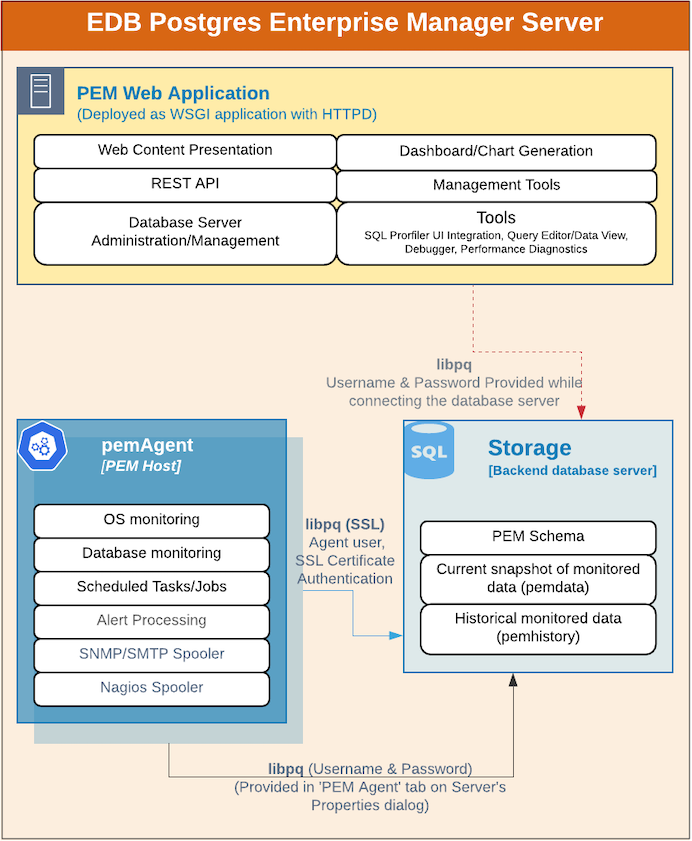 EDB Postgres Enterprise Manager Server
PEM Web Application
(Deployed as WSGI application with HTTPD)
Web Content Presentation
Dashboard/Chart Generation
REST API
Management Tools
Database Server
Administration/Management
Tools
SQL Profiler UI Integration, Query Editor/Data View,
Debugger, Performance Diagnostics
libpq
Username & Password Provided while
connecting the database server
pemAgent
[PEM Host]
OS monitoring
Database monitoring
Scheduled Tasks/Jobs
Alert Processing
SNMP/SMTP Spooler
Nagios Spooler
libpq (SSL)
Agent user,
SSL Certificate
Authentication
SQL
Storage
[Backend database server]
PEM Schema
Current snapshot of monitored
data (pemdata)
Historical monitored data
(pemhistory)
libpq (Username & Password)
(Provided in 'PEM Agent' tab on Server's
Properties dialog)